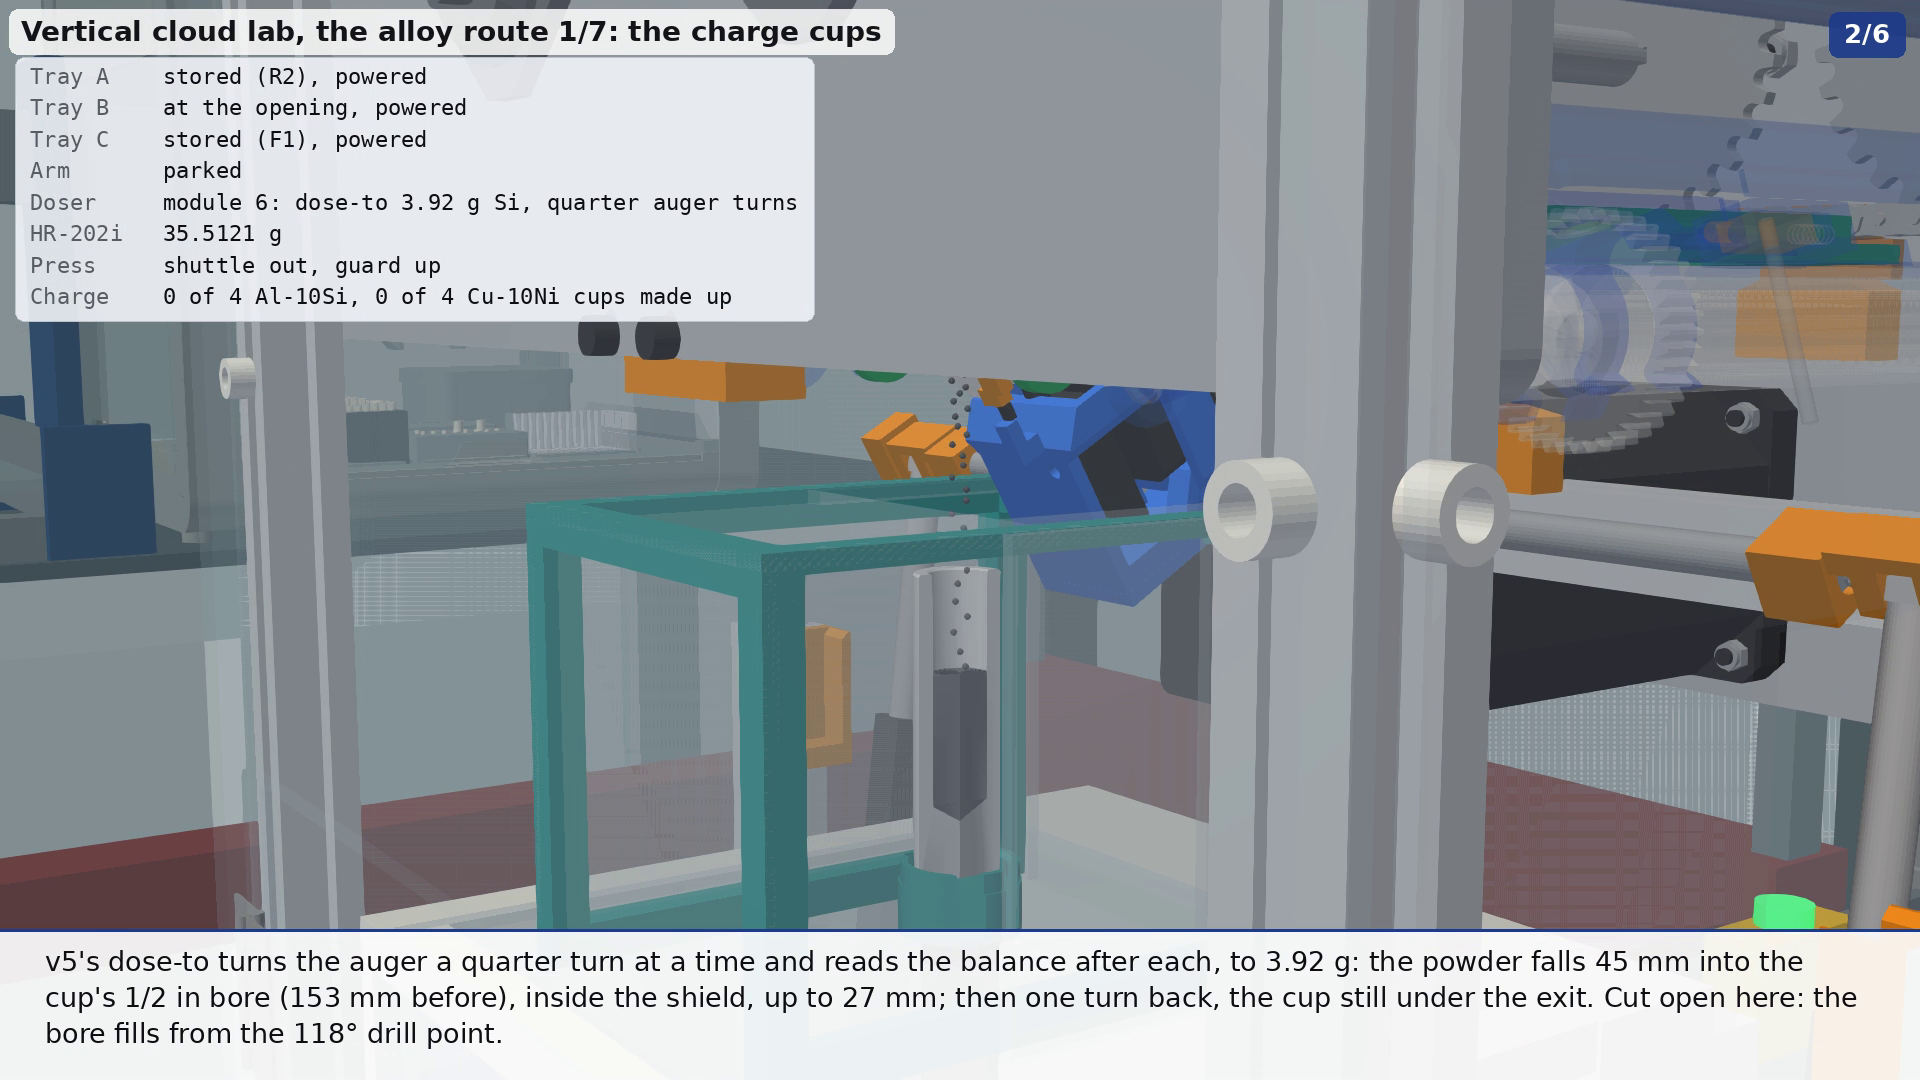 Vertical cloud lab, the alloy route 1/7: the charge cups
2/6
Tray A stored (R2), powered
Tray B at the opening, powered
Tray C stored (F1), powered
Arm parked
Doser module 6: dose-to 3.92 g Si, quarter auger turns
HR-202i 35.5121 g
Press shuttle out, guard up
Charge 0 of 4 Al-10Si, 0 of 4 Cu-10Ni cups made up
v5's dose-to turns the auger a quarter turn at a time and reads the balance after each, to 3.92 g: the powder falls 45 mm into the
cup's 1/2 in bore (153 mm before), inside the shield, up to 27 mm; then one turn back, the cup still under the exit. Cut open here: the
bore fills from the 118° drill point.